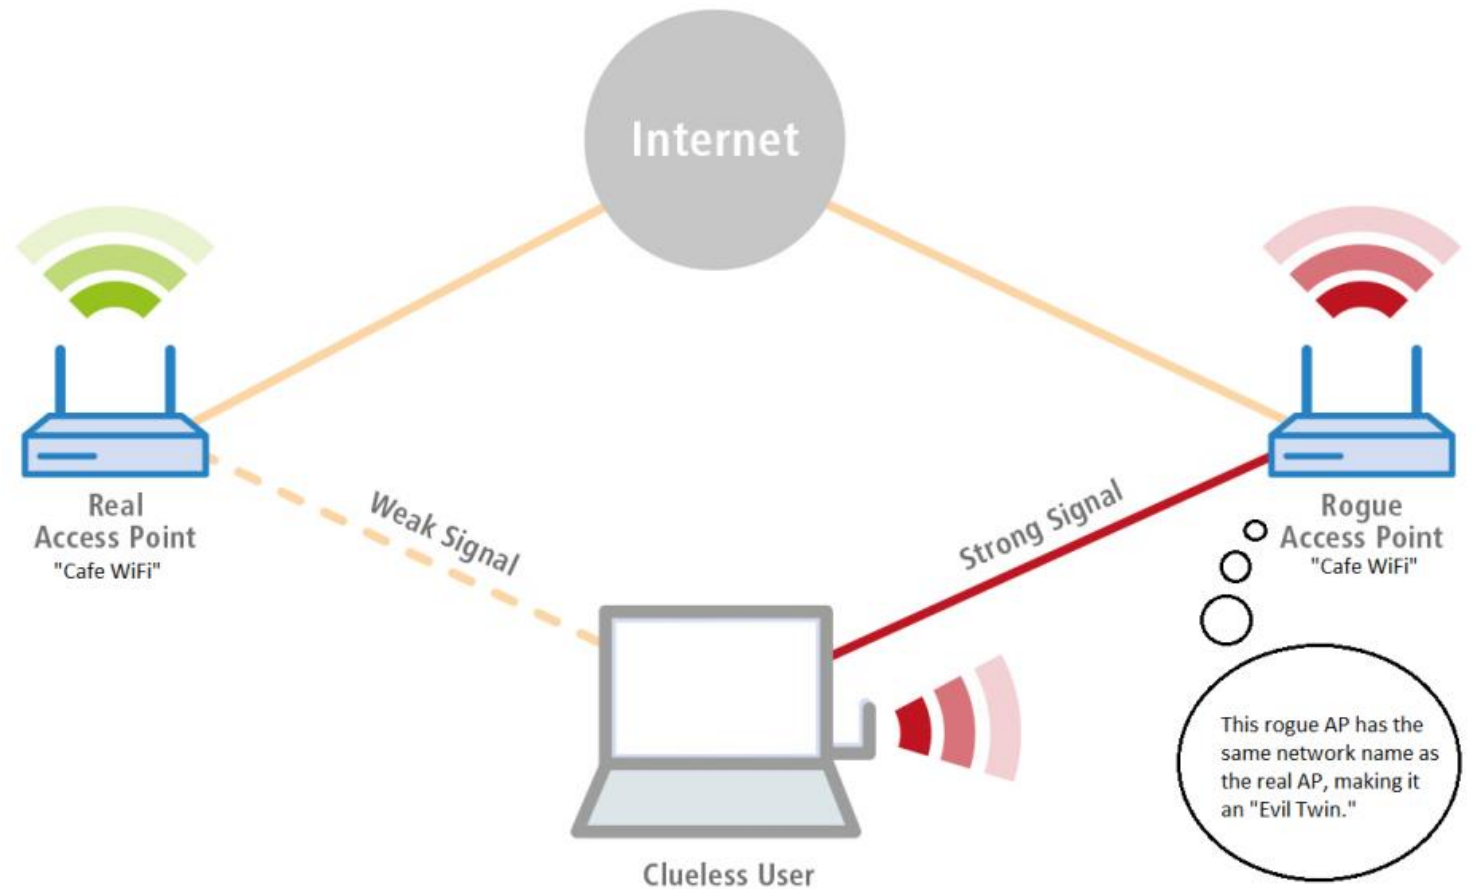 Internet
Weak Signal
Strong Signal
Real
Access Point
"Cafe WiFi"
Rogue
Access Point
"Cafe WiFi"
This rogue AP has the
same network name as
the real AP, making it
an "Evil Twin."
Clueless User